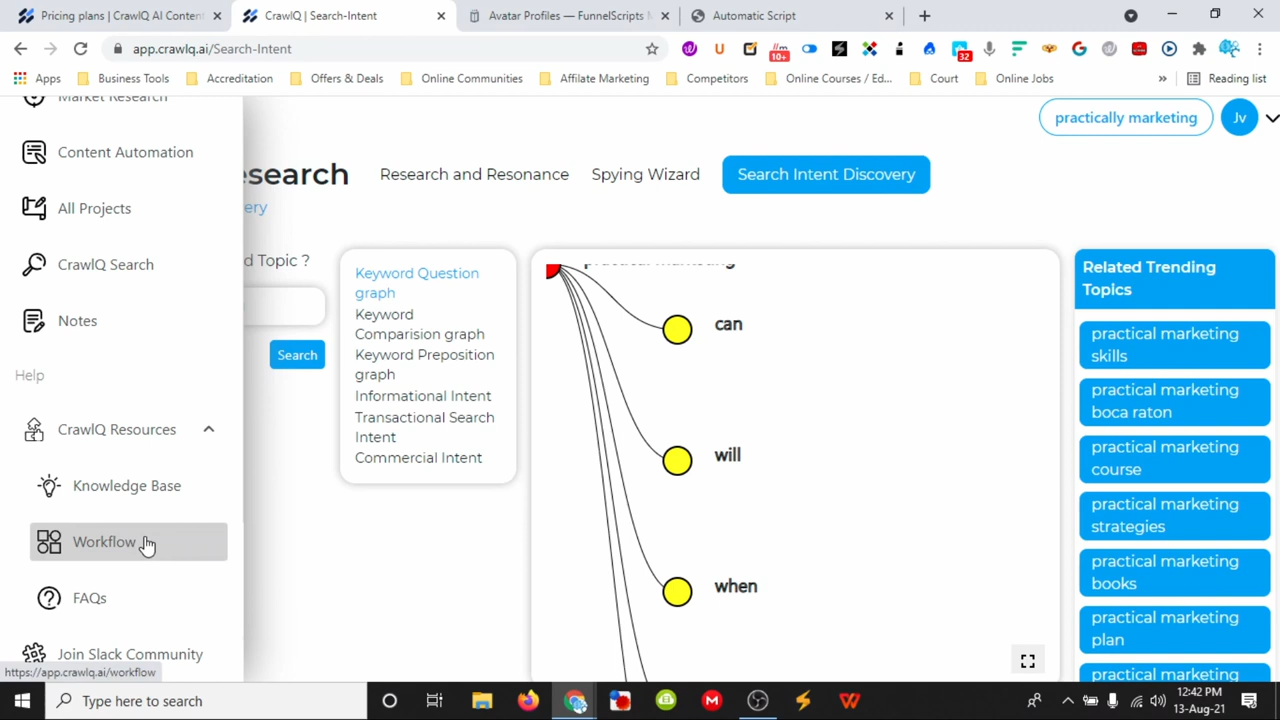 Pricing plans | CrawlQ AI Content
CrawlQ | Search-Intent
Avatar Profiles — FunnelScripts M
Automatic Script
app.crawlq.ai/Search-Intent
10+
32
Apps
Business Tools
Accreditation
Offers & Deals
Online Communities
Affilate Marketing
Competitors
Online Courses / Ed...
Court
Online Jobs
»
Reading list
Market Research
Content Automation
All Projects
CrawlQ Search
Notes
Help
CrawlQ Resources
Knowledge Base
Workflow
FAQs
Join Slack Community
https://app.crawlq.ai/workflow
practically marketing
Jv
esearch
Research and Resonance
Spying Wizard
Search Intent Discovery
ery
d Topic ?
Search
Keyword Question
graph
Keyword
Comparision graph
Keyword Preposition
graph
Informational Intent
Transactional Search
Intent
Commercial Intent
practical marketing
can
will
when
Related Trending
Topics
practical marketing
skills
practical marketing
boca raton
practical marketing
course
practical marketing
strategies
practical marketing
books
practical marketing
plan
practical marketing
Type here to search
12:42 PM
13-Aug-21